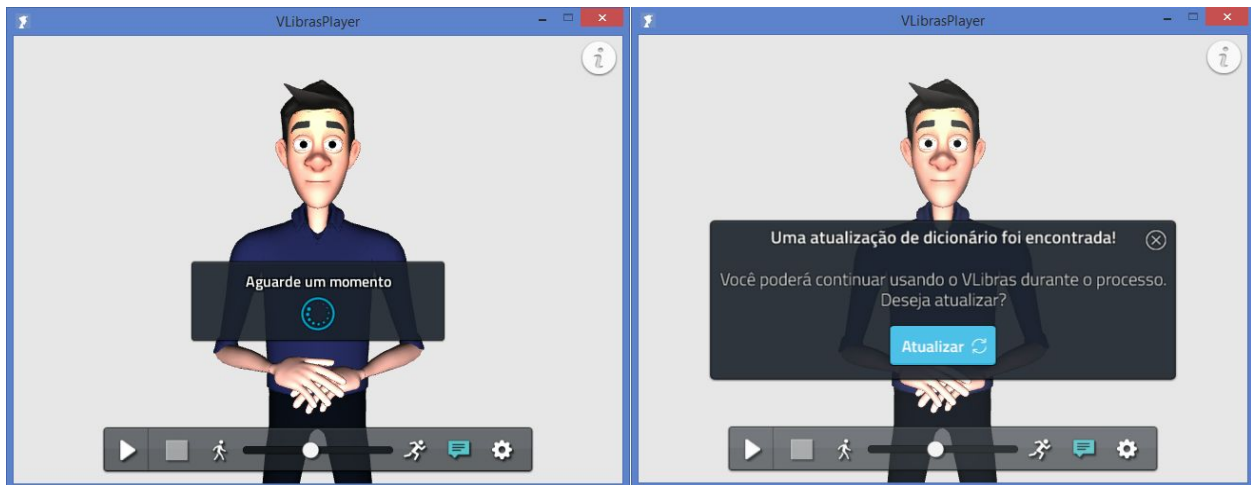 VLibrasPlayer
Aguarde um momento
VLibrasPlayer
Uma atualização de dicionário foi encontrada!
Você poderá continuar usando o VLibras durante o processo.
Deseja atualizar?
Atualizar